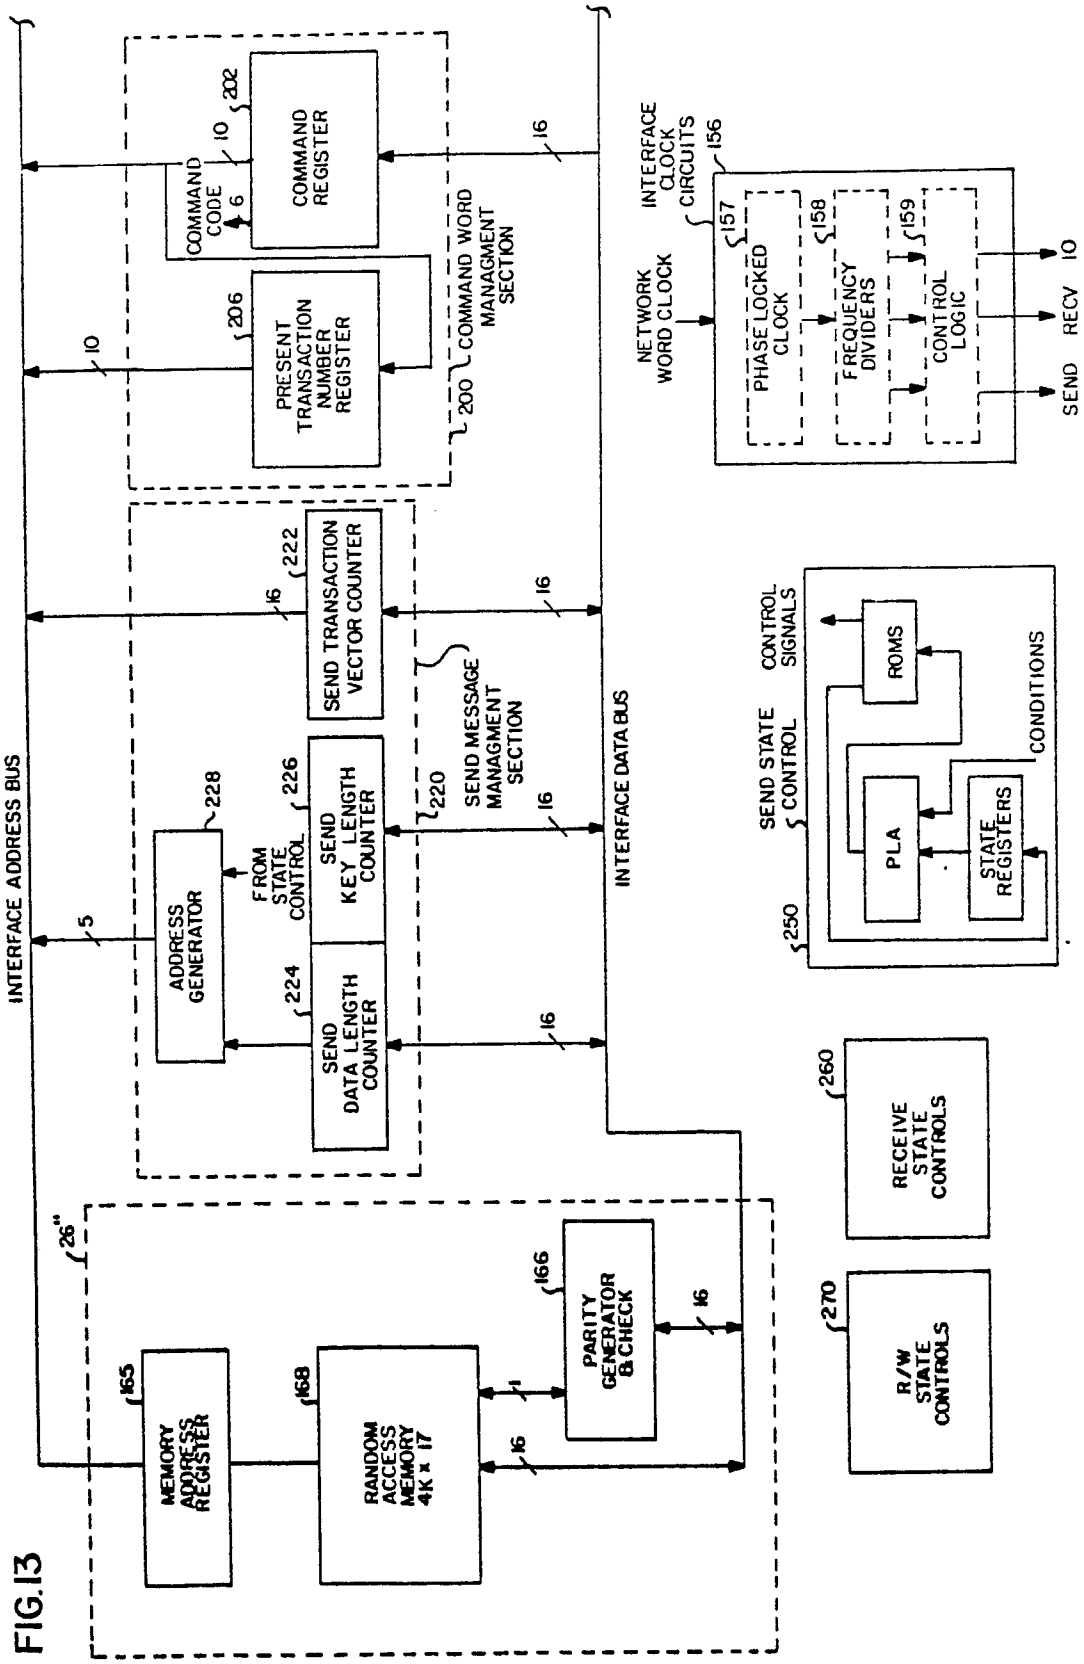 FIG.13
INTERFACE ADDRESS BUS
26"
165
MEMORY
ADDRESS
REGISTER
168
RANDOM
ACCESS
MEMORY
4K x 17
16
1
166
PARITY
GENERATOR
& CHECK
16
5
228
ADDRESS
GENERATOR
FROM
STATE
CONTROL
224
SEND
DATA LENGTH
COUNTER
226
SEND
KEY LENGTH
COUNTER
16
222
SEND TRANSACTION
VECTOR COUNTER
16
16
16
220
SEND MESSAGE
MANAGMENT
SECTION
10
206
PRESENT
TRANSACTION
NUMBER
REGISTER
COMMAND
CODE
6
10
202
COMMAND
REGISTER
16
200
COMMAND WORD
MANAGMENT
SECTION
INTERFACE DATA BUS
270
R/W
STATE
CONTROLS
260
RECEIVE
STATE
CONTROLS
250
SEND STATE
CONTROL
CONTROL
SIGNALS
PLA
ROMS
STATE
REGISTERS
CONDITIONS
NETWORK
WORD CLOCK
INTERFACE
CLOCK
CIRCUITS
156
157
PHASE LOCKED
CLOCK
158
FREQUENCY
DIVIDERS
159
CONTROL
LOGIC
SEND
RECV
IO